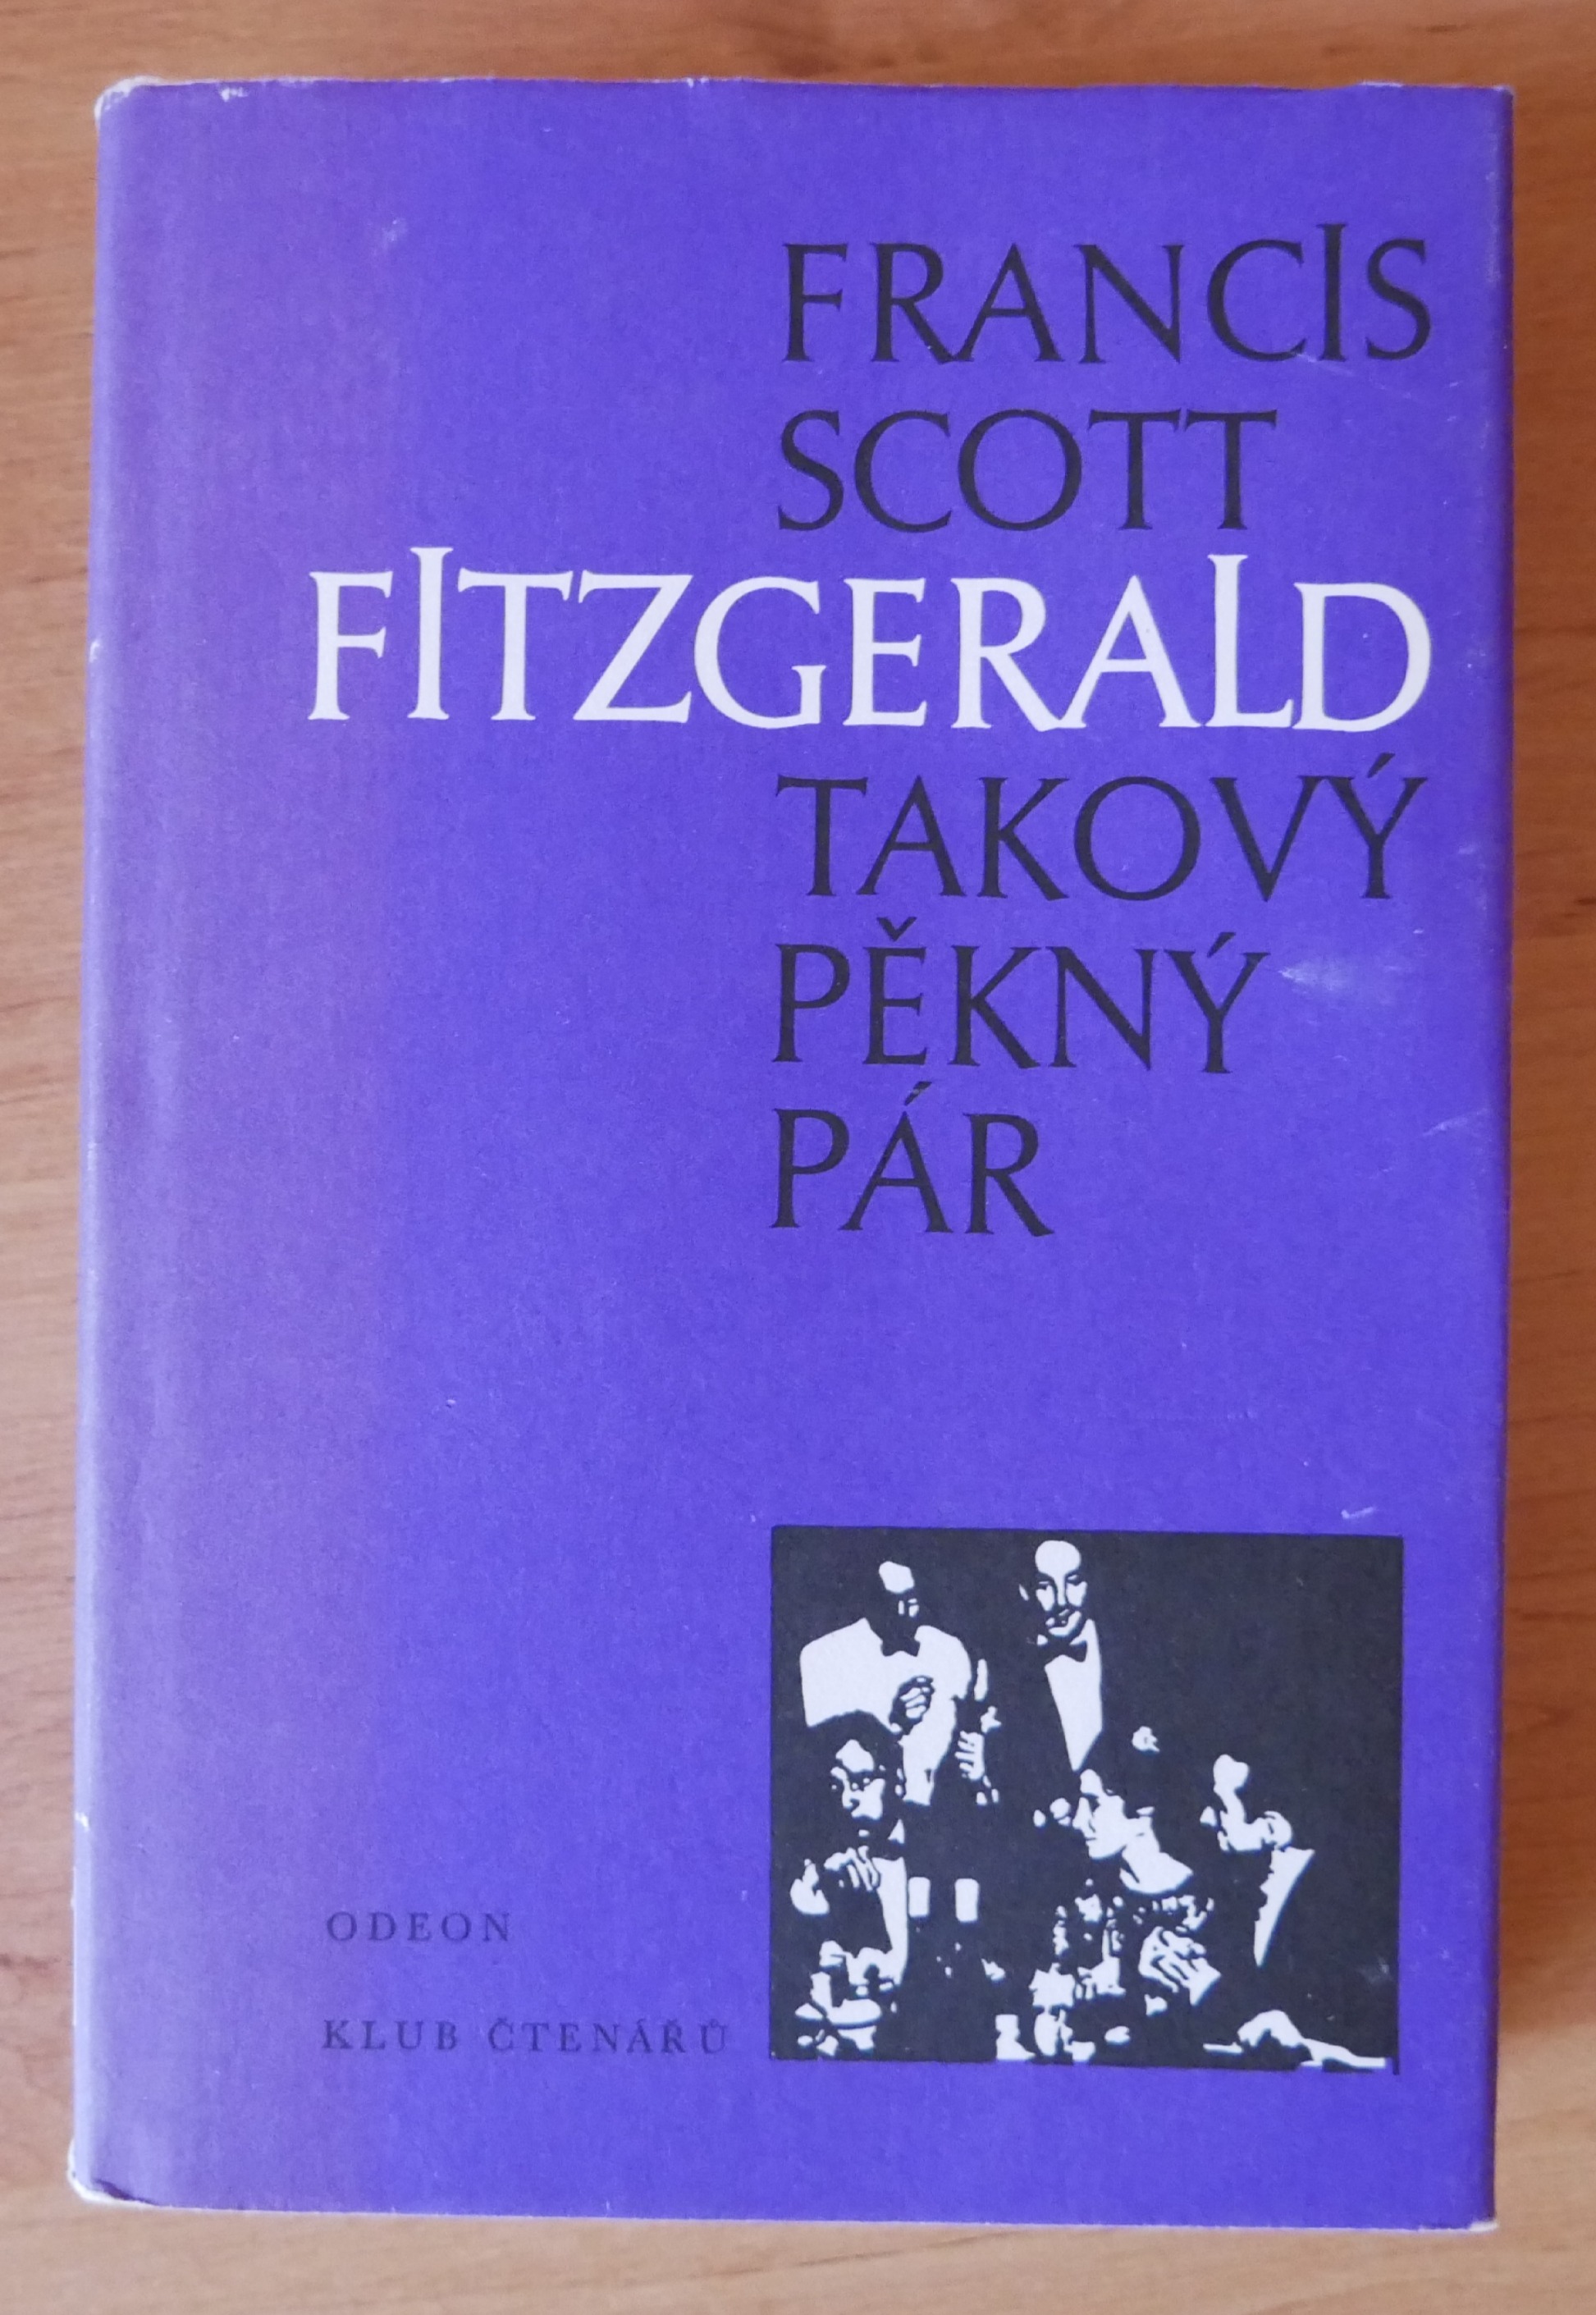 FRANCIS
SCOTT
FITZGERALD
TAKOVÝ
PĚKNÝ
PÁR
ODEON
KLUB ČTENÁŘŮ